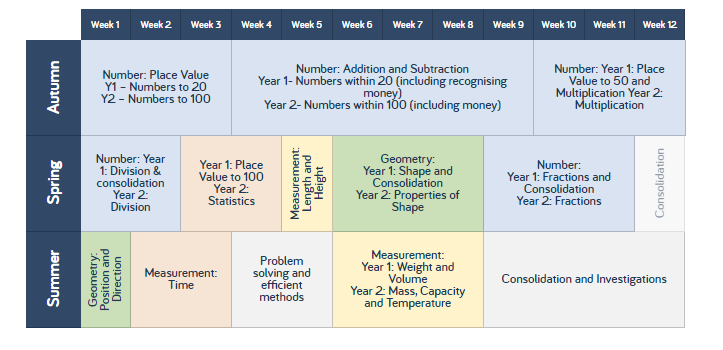 Week 1 Week 2 Week 3 Week 4 Week 5 Week 6 Week 7 Week 8 Week 9 Week 10 Week 11 Week 12
Autumn
Number: Place Value
Y1 – Numbers to 20
Y2 – Numbers to 100
Number: Addition and Subtraction
Year 1- Numbers within 20 (including recognising
money)
Year 2- Numbers within 100 (including money)
Number: Year 1: Place
Value to 50 and
Multiplication Year 2:
Multiplication
Spring
Number: Year
1: Division &
consolidation
Year 2:
Division
Year 1: Place
Value to 100
Year 2:
Statistics
Measurement:
Length and
Height
Geometry:
Year 1: Shape and
Consolidation
Year 2: Properties of
Shape
Number:
Year 1: Fractions and
Consolidation
Year 2: Fractions
Consolidation
Summer
Geometry:
Position and
Direction
Measurement:
Time
Problem
solving and
efficient
methods
Measurement:
Year 1: Weight and
Volume
Year 2: Mass, Capacity
and Temperature
Consolidation and Investigations